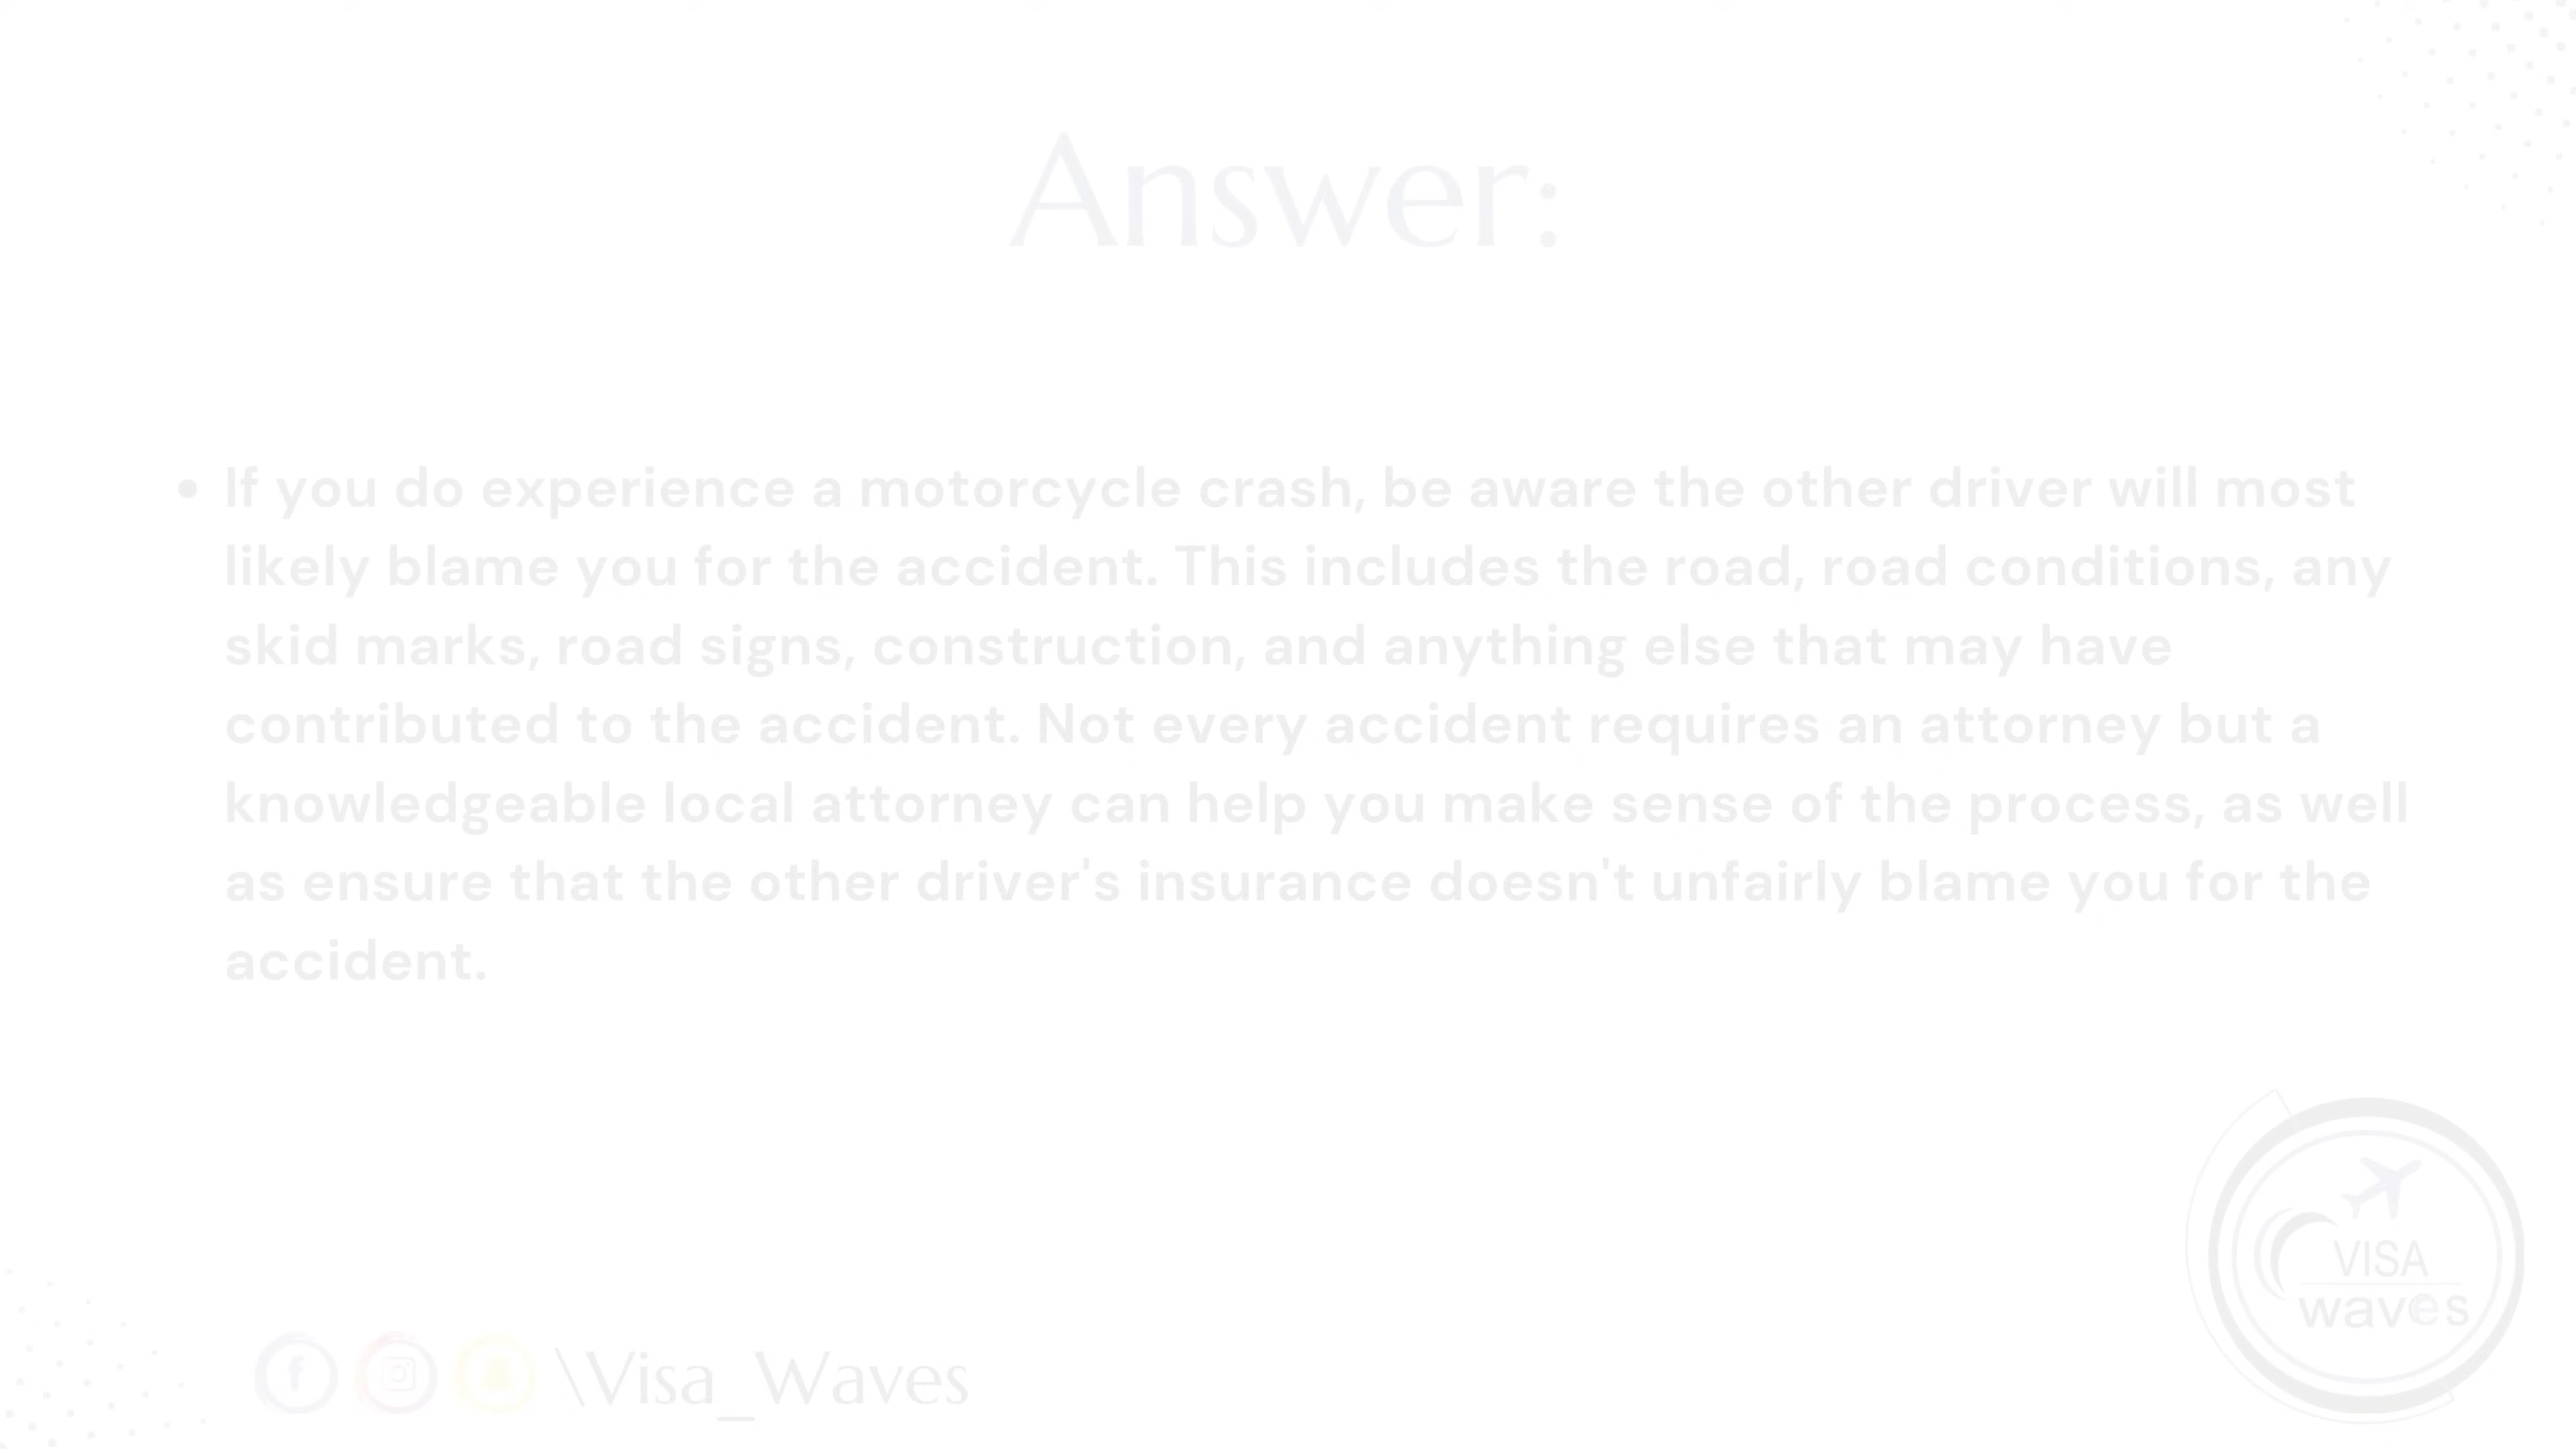 Answer:
• If you do experience a motorcycle crash, be aware the other driver will most
likely blame you for the accident. This includes the road, road conditions, any
skid marks, road signs, construction, and anything else that may have
contributed to the accident. Not every accident requires an attorney but a
knowledgeable local attorney can help you make sense of the process, as well
as ensure that the other driver's insurance doesn't unfairly blame you for the
accident.
VISA
waves
\Visa_Waves